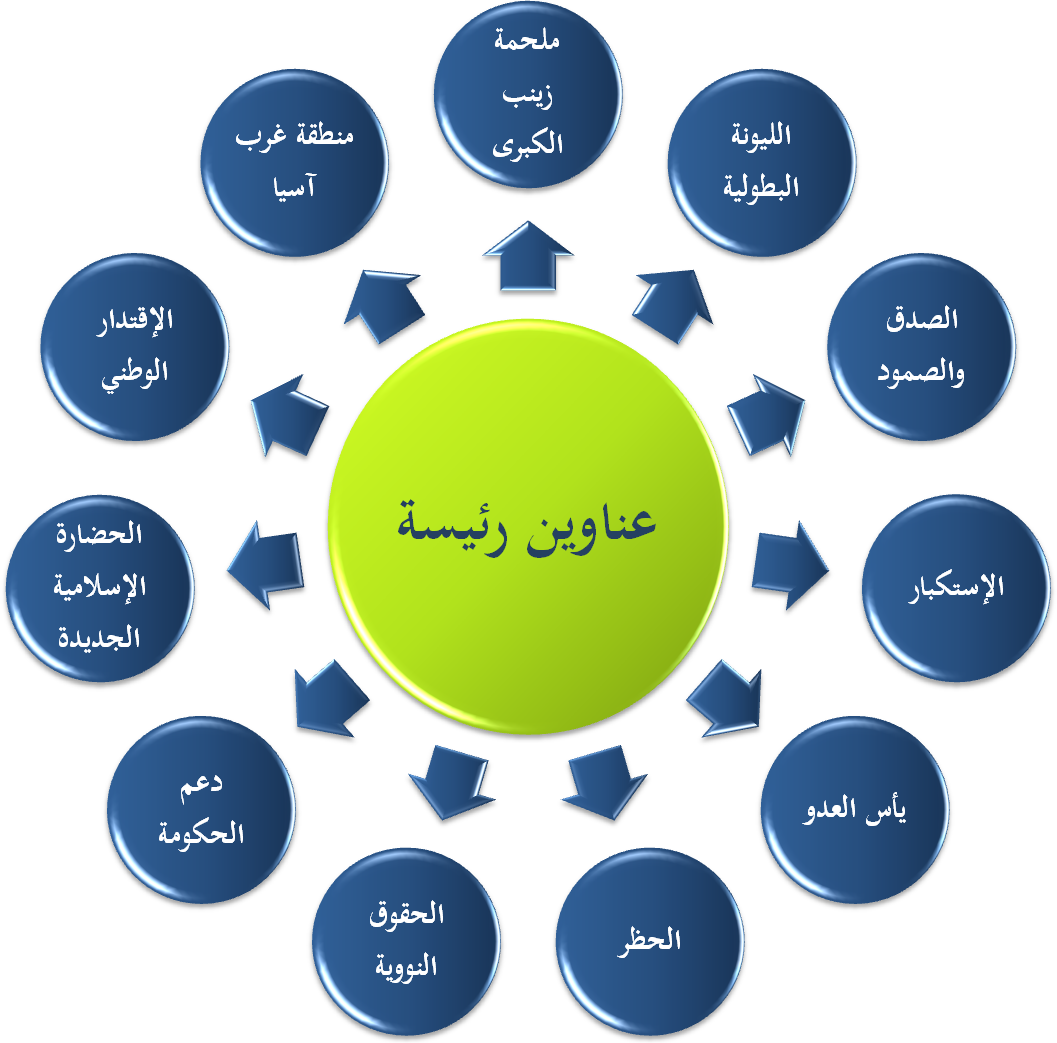 عناوين رئيسة
ملحمة
زينب
الكبرى
الليونة
البطولية
الصدق
والصمود
الإستكبار
يأس العدو
الحظر
الحقوق
النووية
دعم
الحكومة
الحضارة
الإسلامية
الجديدة
الإقتدار
الوطني
منطقة غرب
آسيا